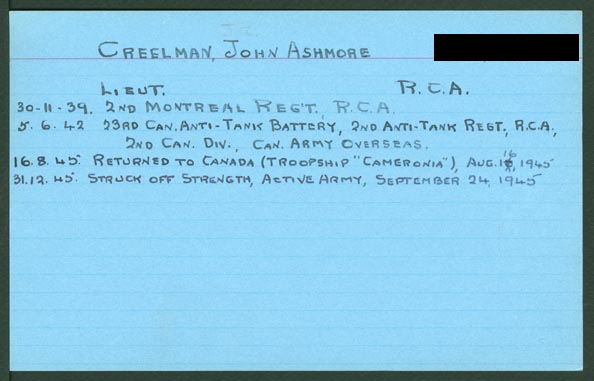 CREELMAN, JOHN ASHMORE
LIEUT. R.C.A.
30-11-39. 2ND MONTREAL REG'T., R.C.A.
5.6.42 23RD CAN. ANTI-TANK BATTERY, 2ND ANTI-TANK REGT, R.C.A.,
2ND CAN. DIV., CAN. ARMY OVERSEAS.
16.8.45. RETURNED TO CANADA (TROOPSHIP "CAMERONIA"), AUG. 16, 1945
31.12.45. STRUCK OFF STRENGTH, ACTIVE ARMY, SEPTEMBER 24, 1945